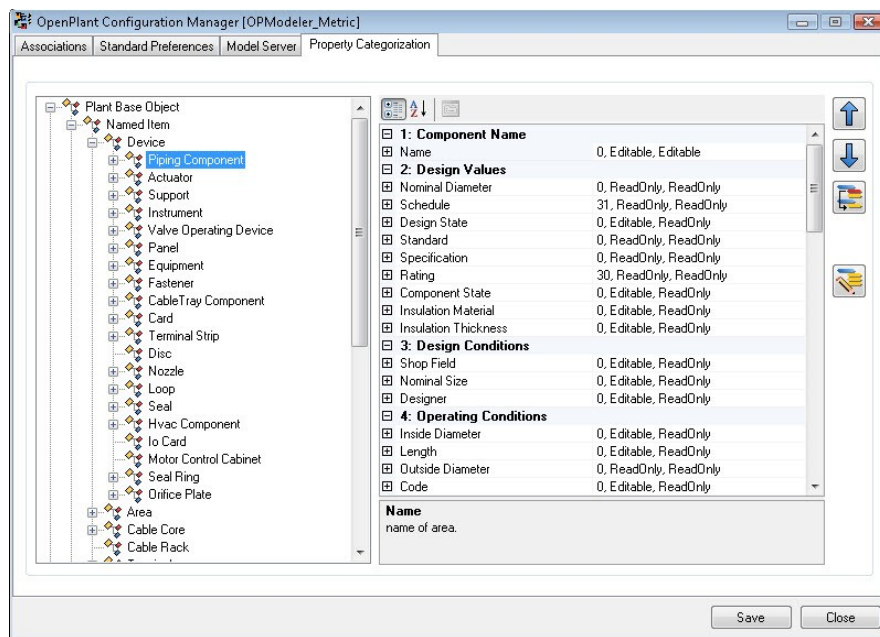 OpenPlant Configuration Manager [OPModeler_Metric]
Associations Standard Preferences Model Server Property Categorization
Plant Base Object
Named Item
Device
Piping Component
Actuator
Support
Instrument
Valve Operating Device
Panel
Equipment
Fastener
CableTray Component
Card
Terminal Strip
Disc
Nozzle
Loop
Seal
Hvac Component
Io Card
Motor Control Cabinet
Seal Ring
Orifice Plate
Area
Cable Core
Cable Rack
1: Component Name
Name 0, Editable, Editable
2: Design Values
Nominal Diameter 0, ReadOnly, ReadOnly
Schedule 31, ReadOnly, ReadOnly
Design State 0, Editable, ReadOnly
Standard 0, ReadOnly, ReadOnly
Specification 0, ReadOnly, ReadOnly
Rating 30, ReadOnly, ReadOnly
Component State 0, Editable, ReadOnly
Insulation Material 0, Editable, ReadOnly
Insulation Thickness 0, Editable, ReadOnly
3: Design Conditions
Shop Field 0, Editable, ReadOnly
Nominal Size 0, Editable, ReadOnly
Designer 0, Editable, ReadOnly
4: Operating Conditions
Inside Diameter 0, Editable, ReadOnly
Length 0, Editable, ReadOnly
Outside Diameter 0, ReadOnly, ReadOnly
Code 0, Editable, ReadOnly
Name
name of area.
Save Close